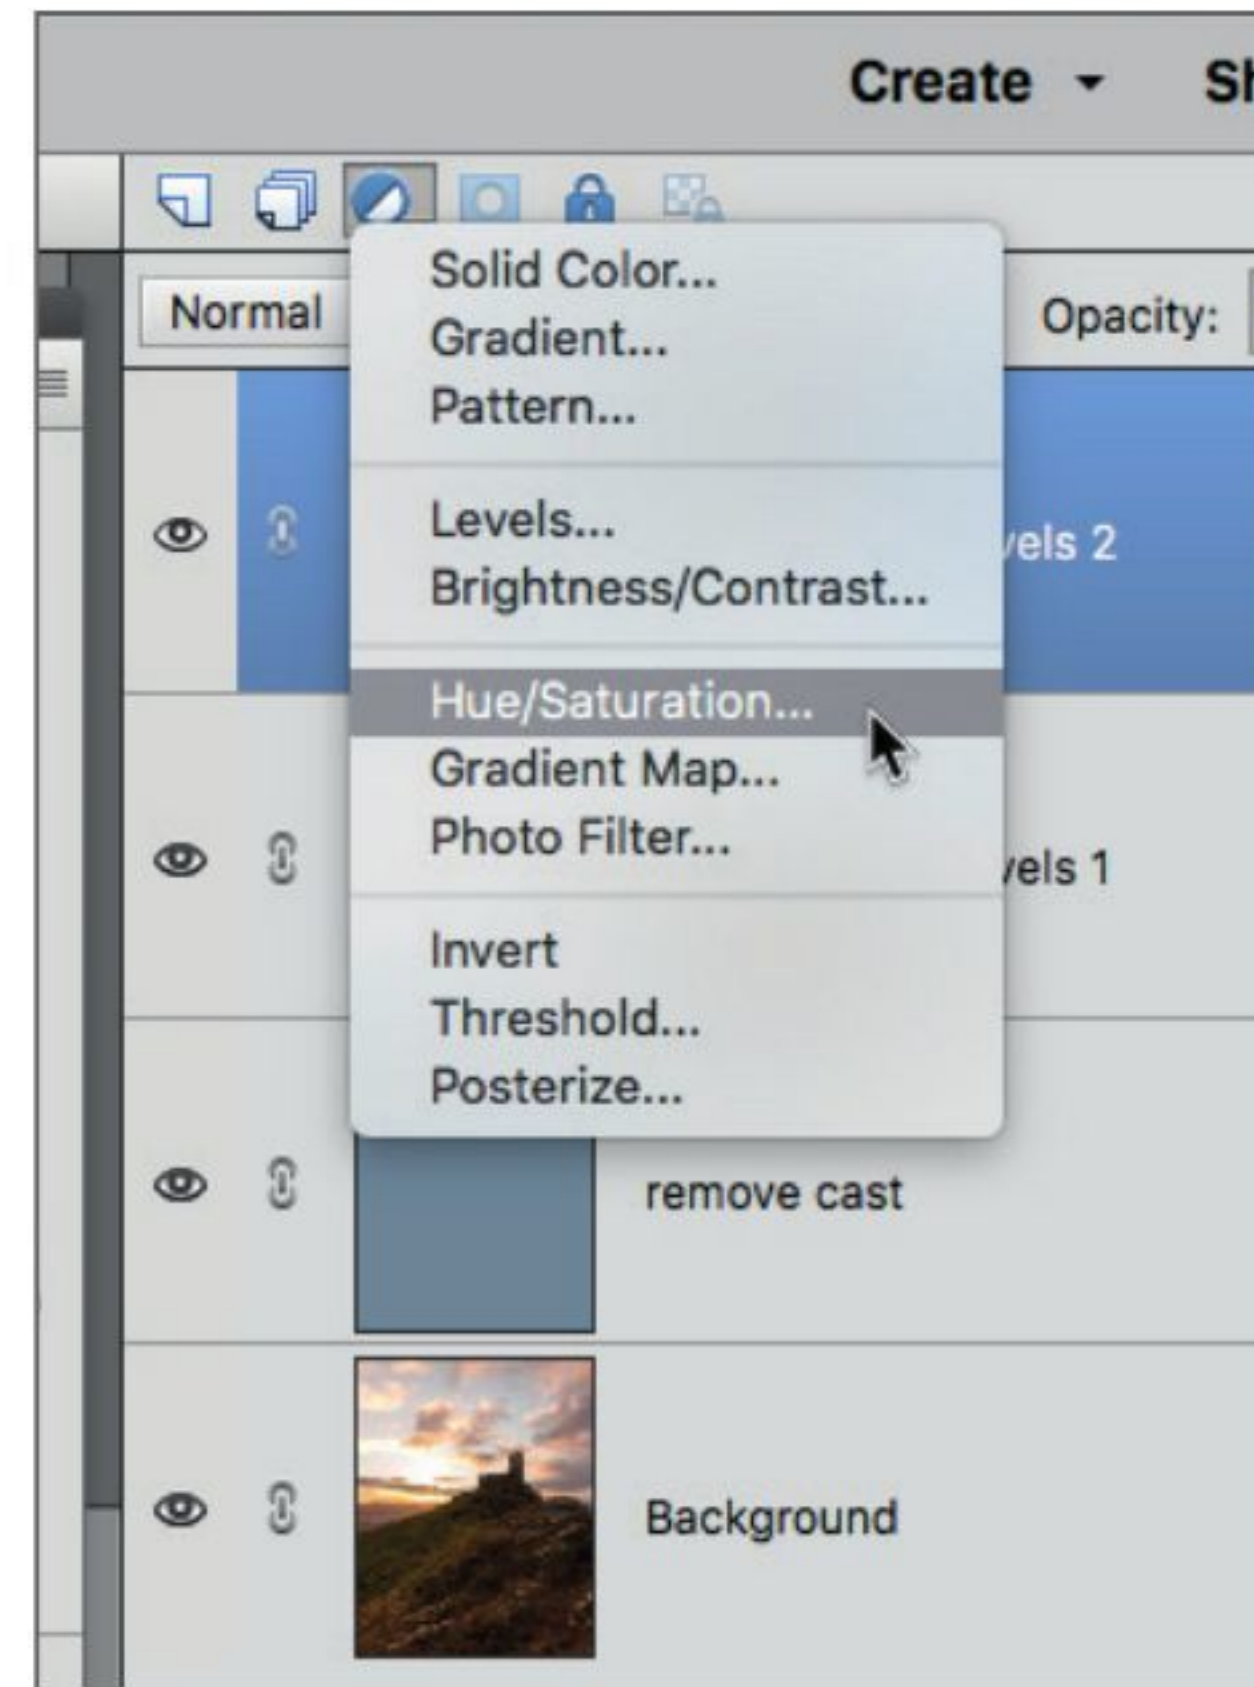 Create
Sh
Normal
Opacity:
Solid Color...
Gradient...
Pattern...
Levels...
Brightness/Contrast...
Hue/Saturation...
Gradient Map...
Photo Filter...
Invert
Threshold...
Posterize...
vels 2
vels 1
remove cast
Background